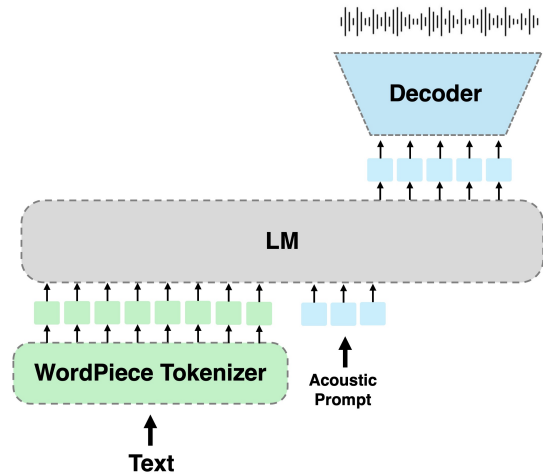 Decoder
LM
WordPiece Tokenizer
Acoustic
Prompt
Text